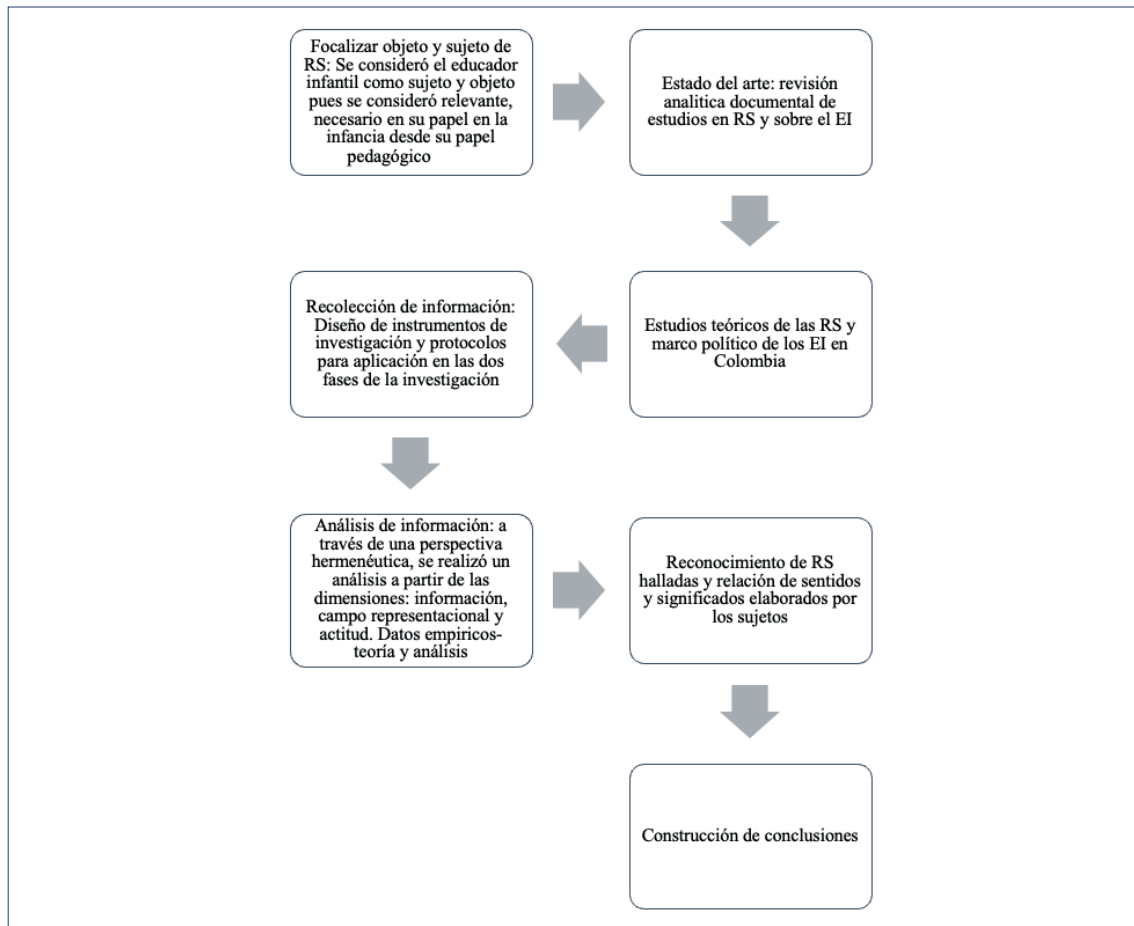 Focalizar objeto y sujeto de
RS: Se consideró el educador
infantil como sujeto y objeto
pues se consideró relevante,
necesario en su papel en la
infancia desde su papel
pedagógico
Estado del arte: revisión
analitica documental de
estudios en RS y sobre el EI
Estudios teóricos de las RS y
marco político de los EI en
Colombia
Recolección de información:
Diseño de instrumentos de
investigación y protocolos
para aplicación en las dos
fases de la investigación
Análisis de información: a
través de una perspectiva
hermenéutica, se realizó un
análisis a partir de las
dimensiones: información,
campo representacional y
actitud. Datos empiricos-
teoría y análisis
Reconocimiento de RS
halladas y relación de sentidos
y significados elaborados por
los sujetos
Construcción de conclusiones